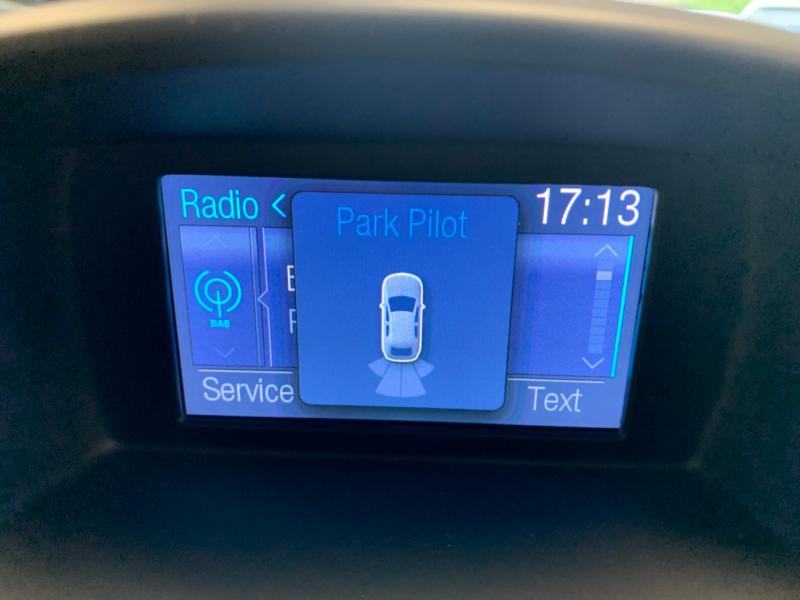 Radio
Park Pilot
17:13
DAB
Service
Text